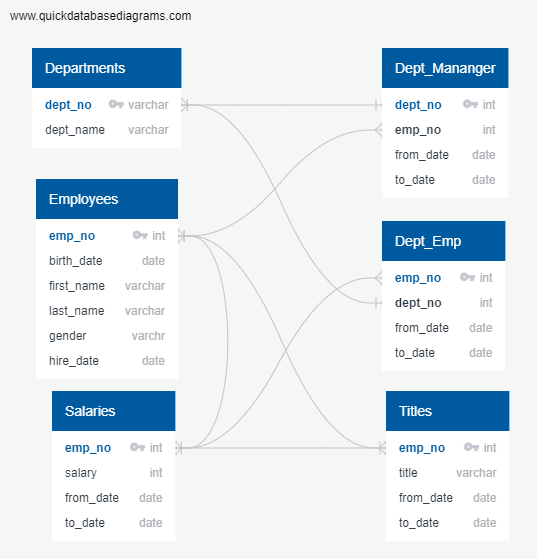 www.quickdatabasediagrams.com
Departments
dept_no varchar
dept_name varchar
Dept_Mananger
dept_no int
emp_no int
from_date date
to_date date
Employees
emp_no int
birth_date date
first_name varchar
last_name varchar
gender varchr
hire_date date
Dept_Emp
emp_no int
dept_no int
from_date date
to_date date
Salaries
emp_no int
salary int
from_date date
to_date date
Titles
emp_no int
title varchar
from_date date
to_date date